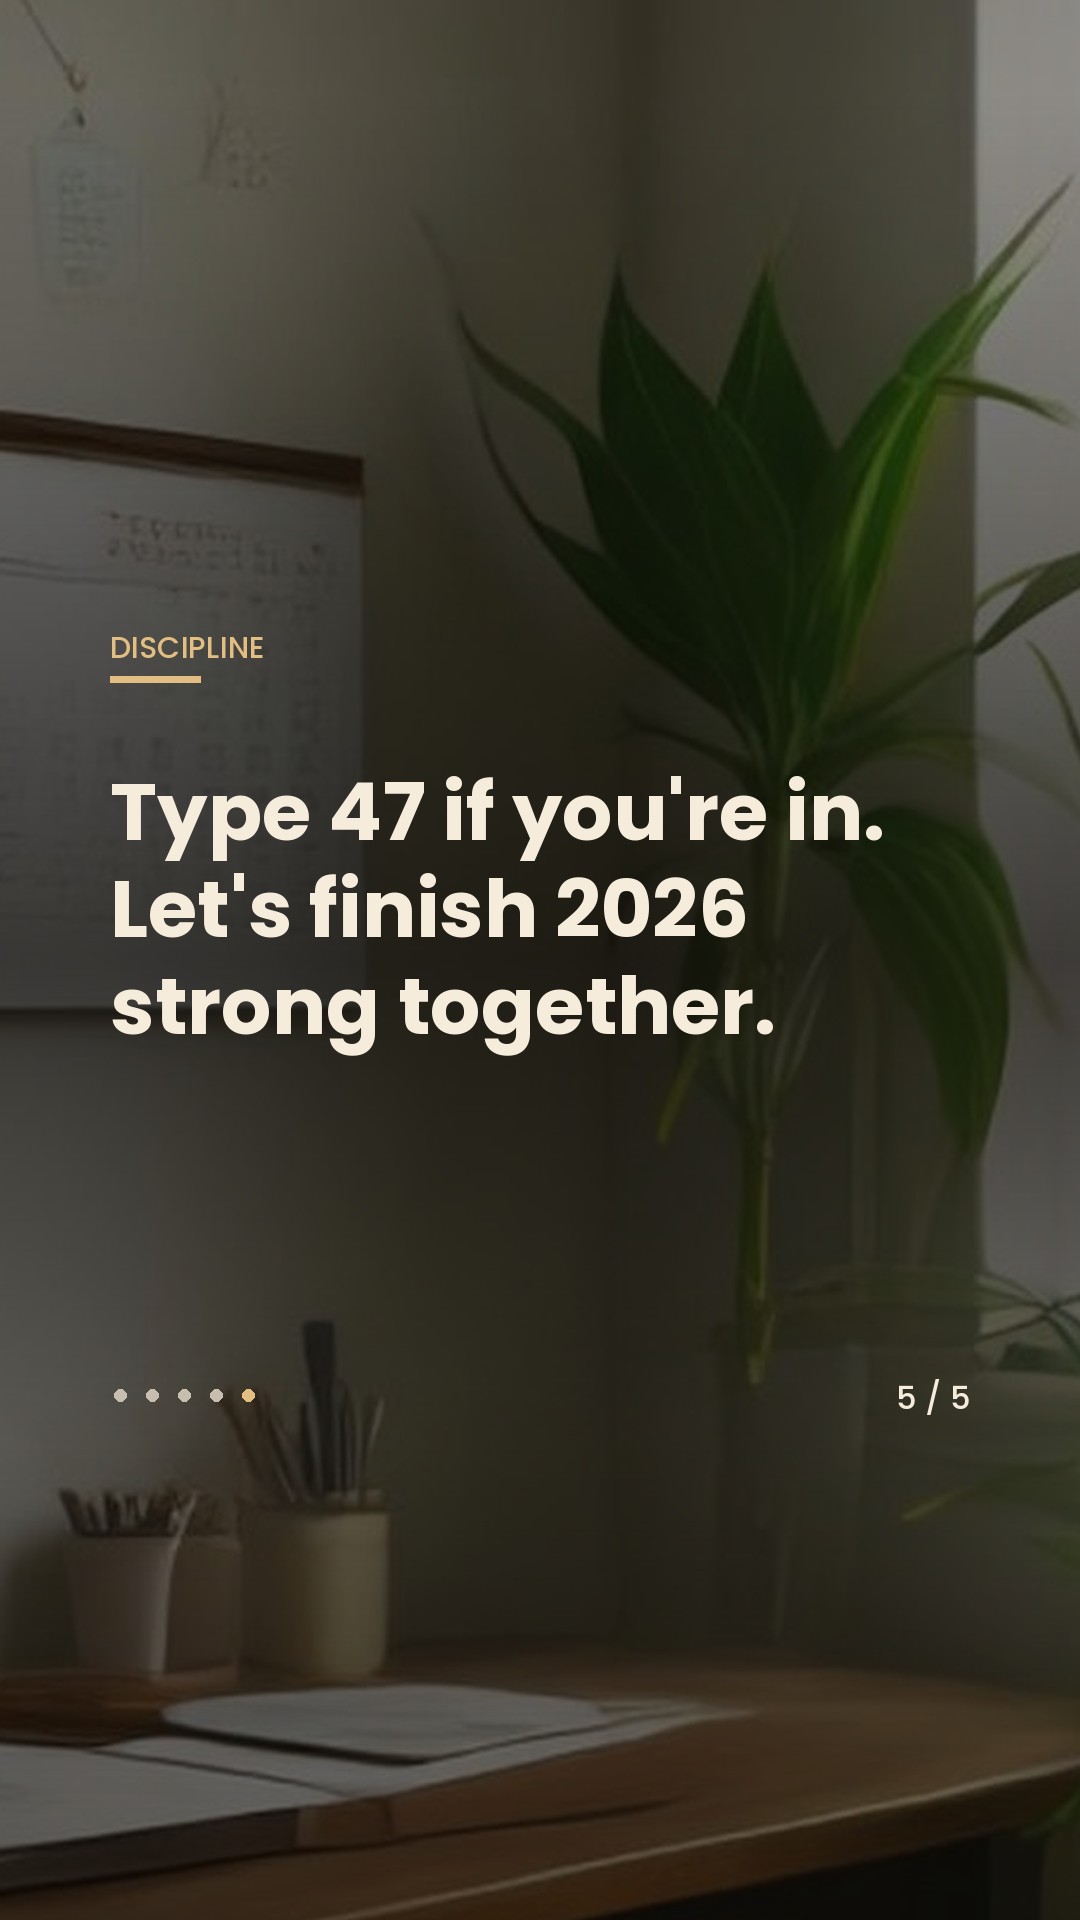 DISCIPLINE
Type 47 if you're in.
Let's finish 2026
strong together.
5 / 5